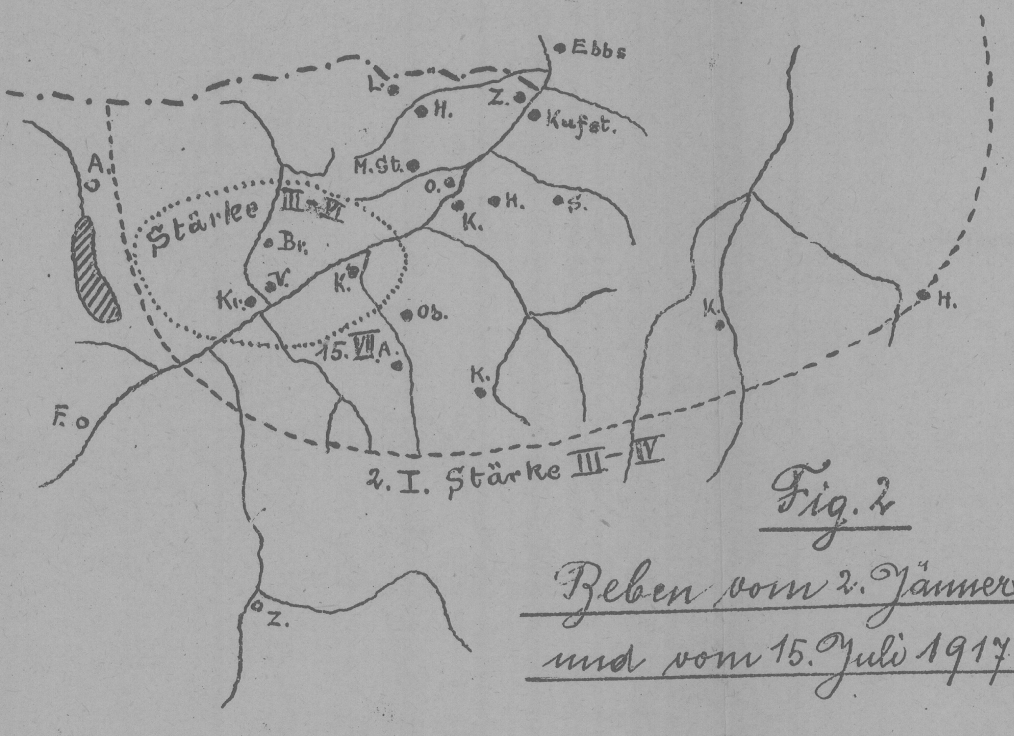 Ebbs
L.
Z.
H.
Kufst.
A.
M.St.
O.
Stärke III-VI
K.
H.
S.
Br.
V.
K.
Kr.
H.
Ob.
K.
15. VII.
A.
K.
F.
2. I. Stärke III-IV
Fig. 2
Beben vom 2. Jänner
und vom 15. Juli 1917
Z.